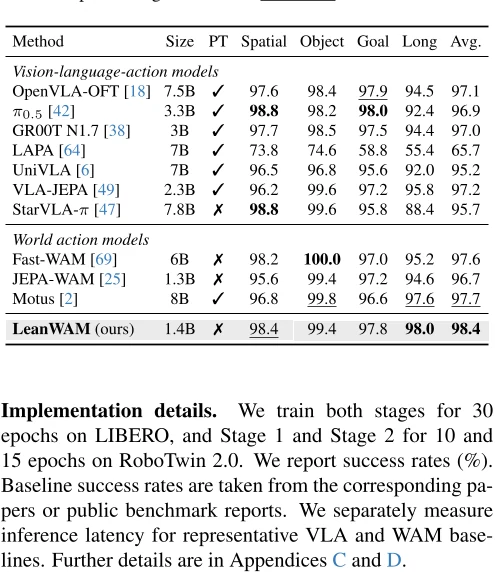 Method Size PT Spatial Object Goal Long Avg.
Vision-language-action models
OpenVLA-OFT [18] 7.5B ✓ 97.6 98.4 97.9 94.5 97.1
π0.5 [42] 3.3B ✓ 98.8 98.2 98.0 92.4 96.9
GR00T N1.7 [38] 3B ✓ 97.7 98.5 97.5 94.4 97.0
LAPA [64] 7B ✓ 73.8 74.6 58.8 55.4 65.7
UniVLA [6] 7B ✓ 96.5 96.8 95.6 92.0 95.2
VLA-JEPA [49] 2.3B ✓ 96.2 99.6 97.2 95.8 97.2
StarVLA-π [47] 7.8B ✗ 98.8 99.6 95.8 88.4 95.7
World action models
Fast-WAM [69] 6B ✗ 98.2 100.0 97.0 95.2 97.6
JEPA-WAM [25] 1.3B ✗ 95.6 99.4 97.2 94.6 96.7
Motus [2] 8B ✓ 96.8 99.8 96.6 97.6 97.7
LeanWAM (ours) 1.4B ✗ 98.4 99.4 97.8 98.0 98.4
Implementation details. We train both stages for 30
epochs on LIBERO, and Stage 1 and Stage 2 for 10 and
15 epochs on RoboTwin 2.0. We report success rates (%).
Baseline success rates are taken from the corresponding pa-
pers or public benchmark reports. We separately measure
inference latency for representative VLA and WAM base-
lines. Further details are in Appendices C and D.